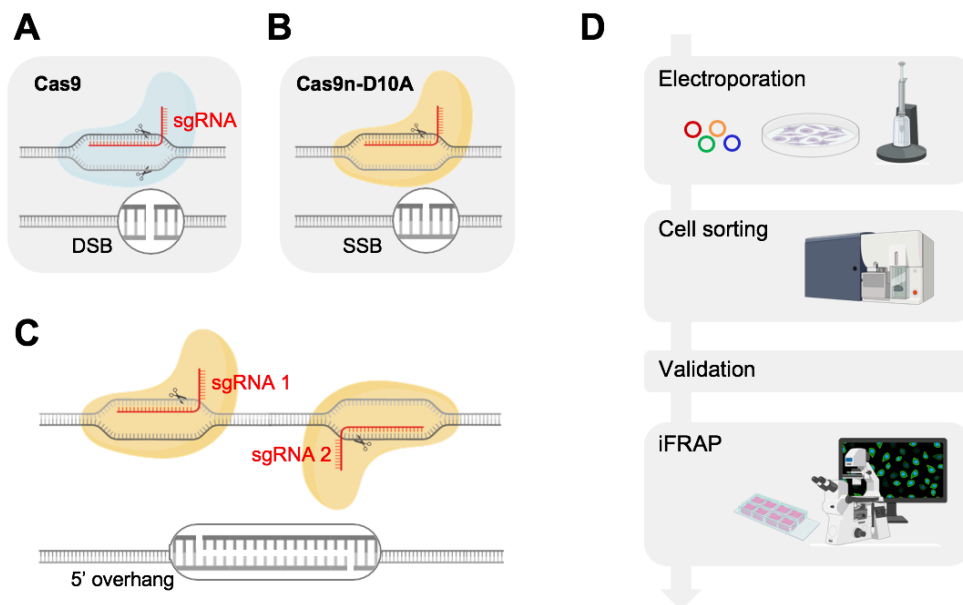 A
Cas9
sgRNA
DSB
B
Cas9n-D10A
SSB
C
sgRNA 1
sgRNA 2
5' overhang
D
Electroporation
Cell sorting
Validation
iFRAP